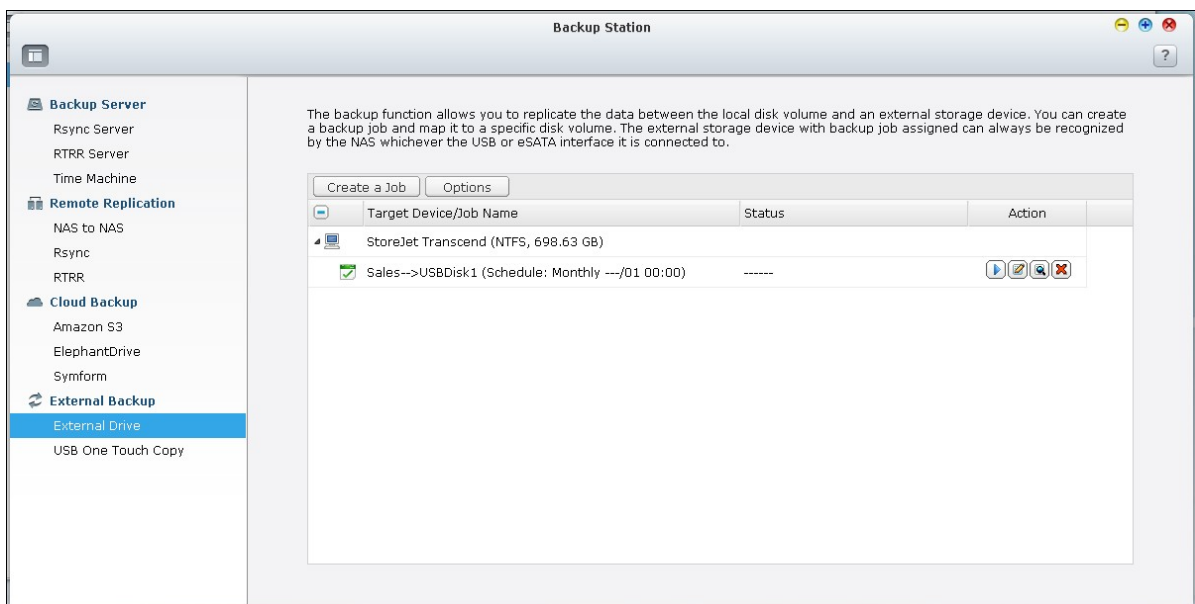 Backup Station
?
Backup Server
Rsync Server
RTRR Server
Time Machine
Remote Replication
NAS to NAS
Rsync
RTRR
Cloud Backup
Amazon S3
ElephantDrive
Symform
External Backup
External Drive
USB One Touch Copy
The backup function allows you to replicate the data between the local disk volume and an external storage device. You can create
a backup job and map it to a specific disk volume. The external storage device with backup job assigned can always be recognized
by the NAS whichever the USB or eSATA interface it is connected to.
Create a Job Options
Target Device/Job Name Status Action
StoreJet Transcend (NTFS, 698.63 GB)
Sales-->USBDisk1 (Schedule: Monthly ---/01 00:00) ------